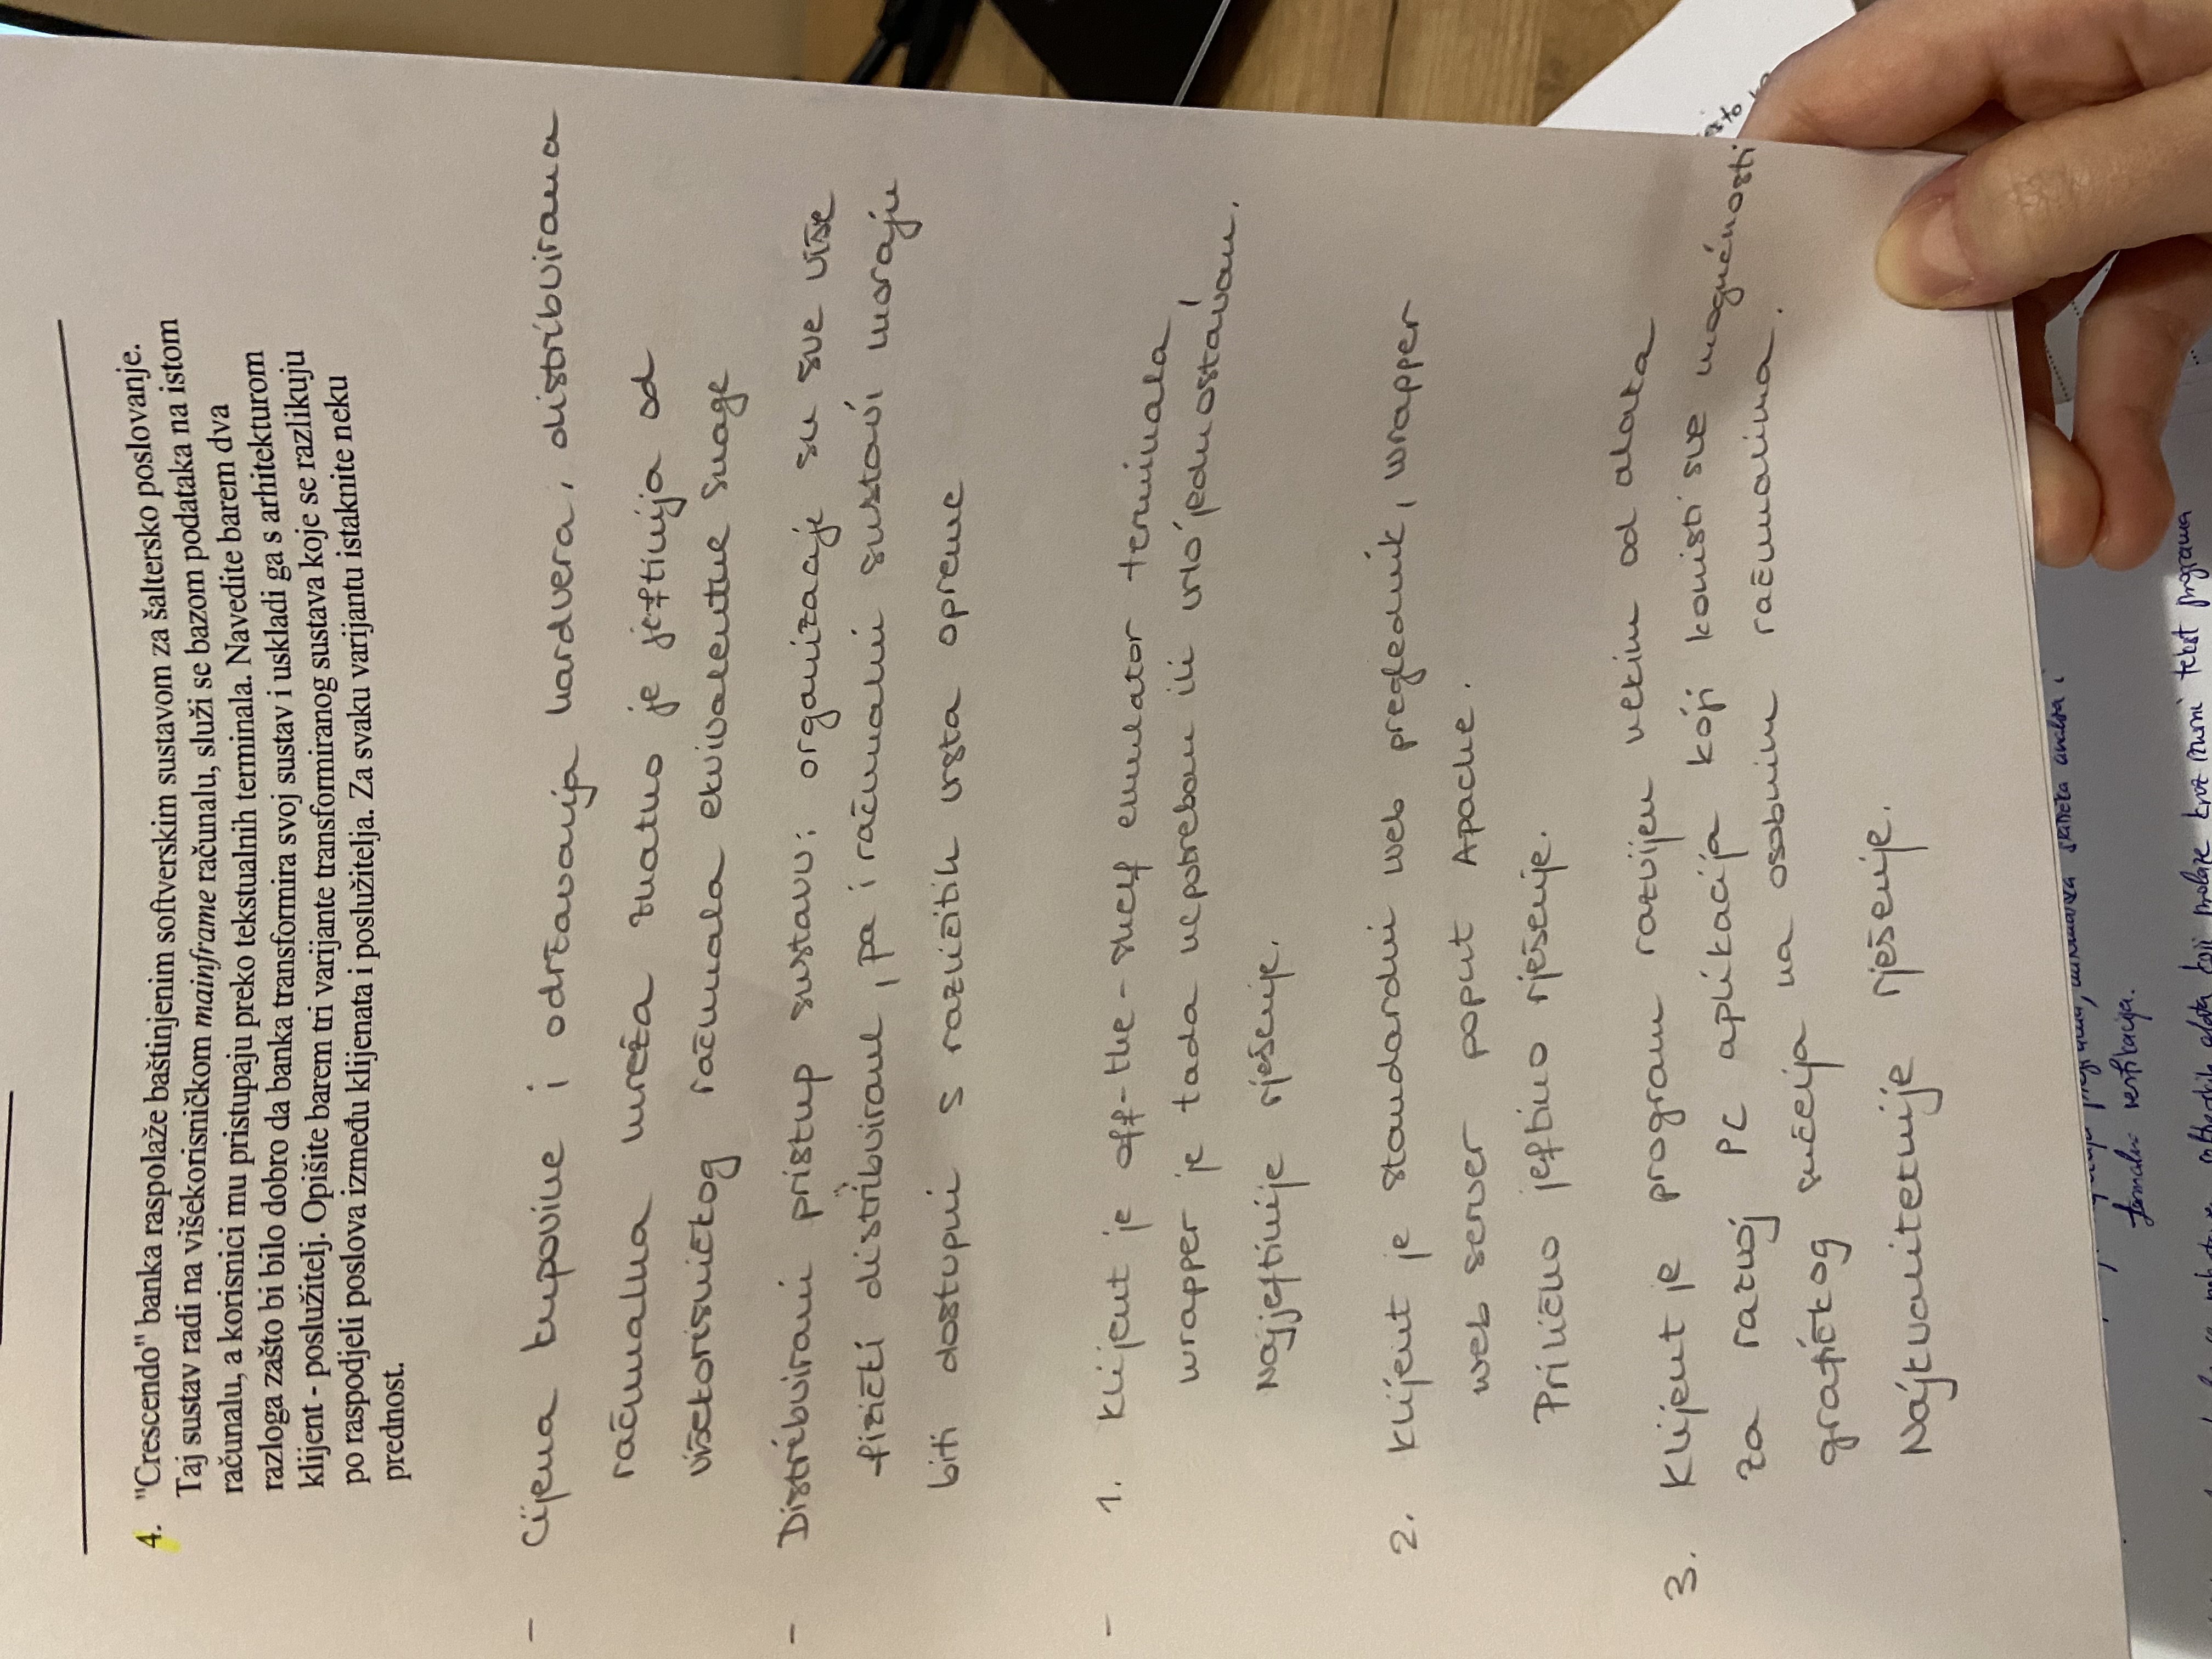 4. "Crescendo" banka raspolaže baštinjenim softverskim sustavom za šaltersko poslovanje.
Taj sustav radi na višekorisničkom mainframe računalu, služi se bazom podataka na istom
računalu, a korisnici mu pristupaju preko tekstualnih terminala. Navedite barem dva
razloga zašto bi bilo dobro da banka transformira svoj sustav i uskladi ga s arhitekturom
klijent - poslužitelj. Opišite barem tri varijante transformiranog sustava koje se razlikuju
po raspodjeli poslova između klijenata i poslužitelja. Za svaku varijantu istaknite neku
prednost.
- Cijena kupovine i održavanja hardvera, distribuirana
računalna mreža znatno je jeftinija od
višekorisničkog računala ekvivalentne snage
- Distribuirani pristup sustavu: organizacije su sve više
fizički distribuirane, pa i računalni sustavi moraju
biti dostupni s različitih vrsta opreme
- 1. Klijent je off-the-shelf emulator terminala,
wrapper je tada nepotreban ili vrlo jednostavan.
Najjeftinije rješenje.
2. Klijent je standardni web preglednik, wrapper
web server poput Apache.
Prilično jeftino rješenje.
3. Klijent je program razvijen nekim od alata
za razvoj PC aplikacija koji koristi sve mogućnosti
grafičkog sučelja na osobnim računalima.
Najkvalitetnije rješenje.
programa, statička analiza i
formalna verifikacija.
softverskih alata koji prolaze kroz izvorni tekst programa